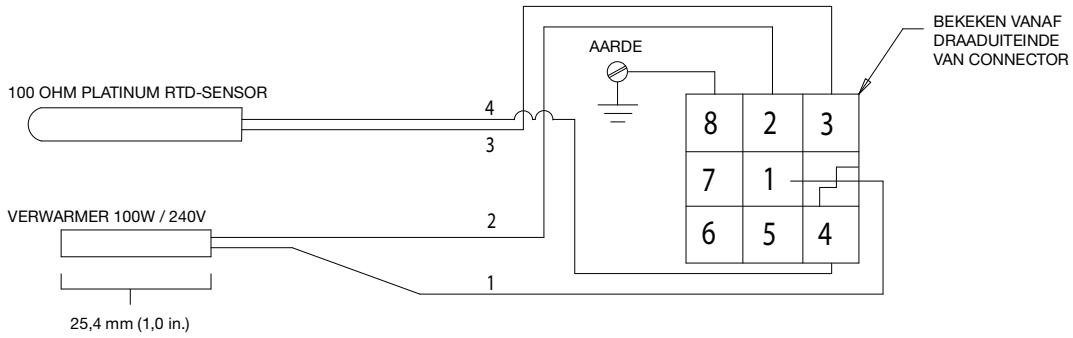 BEKEKEN VANAF
DRAADUITEINDE
VAN CONNECTOR
AARDE
100 OHM PLATINUM RTD-SENSOR
4
3
8 2 3
7 1
6 5 4
VERWARMER 100W / 240V
2
1
25,4 mm (1,0 in.)